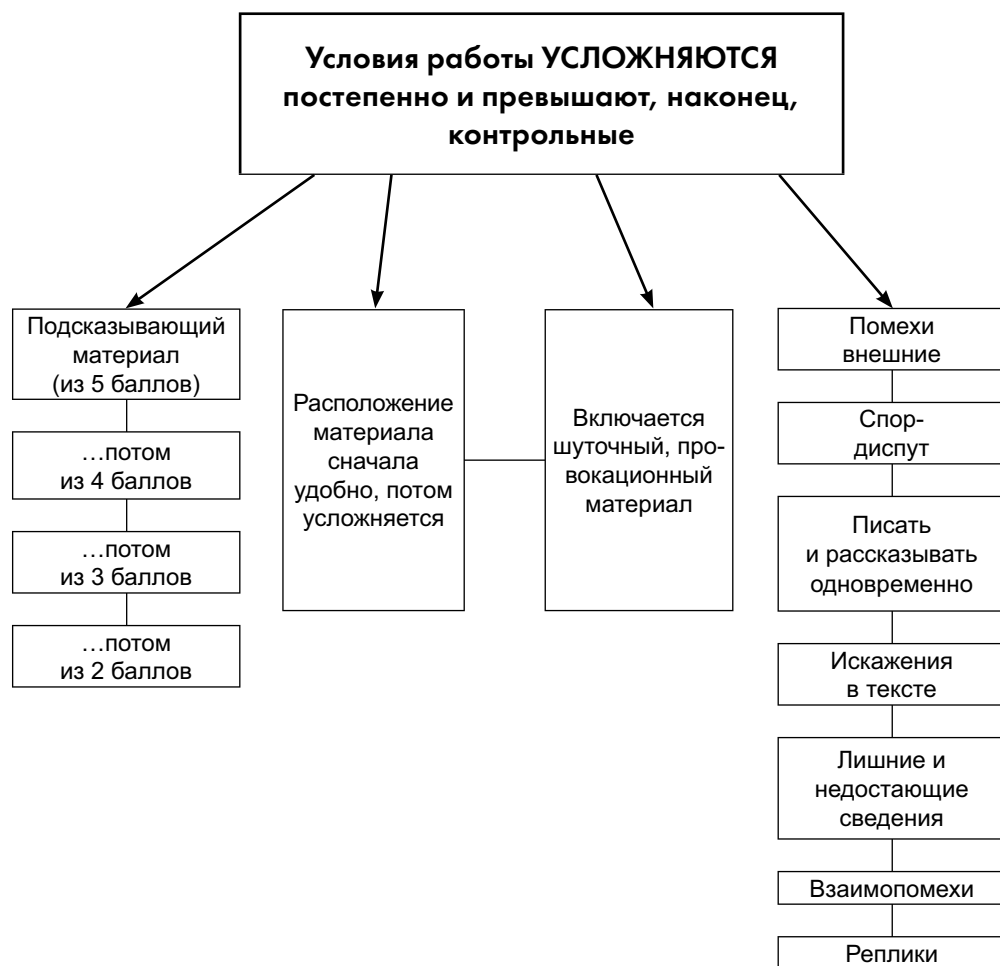 Условия работы УСЛОЖНЯЮТСЯ
постепенно и превышают, наконец,
контрольные
Подсказывающий
материал
(из 5 баллов)
…потом
из 4 баллов
…потом
из 3 баллов
…потом
из 2 баллов
Расположение
материала
сначала
удобно, потом
усложняется
Включается
шуточный, про-
вокационный
материал
Помехи
внешние
Спор-
диспут
Писать
и рассказывать
одновременно
Искажения
в тексте
Лишние и
недостающие
сведения
Взаимопомехи
Реплики